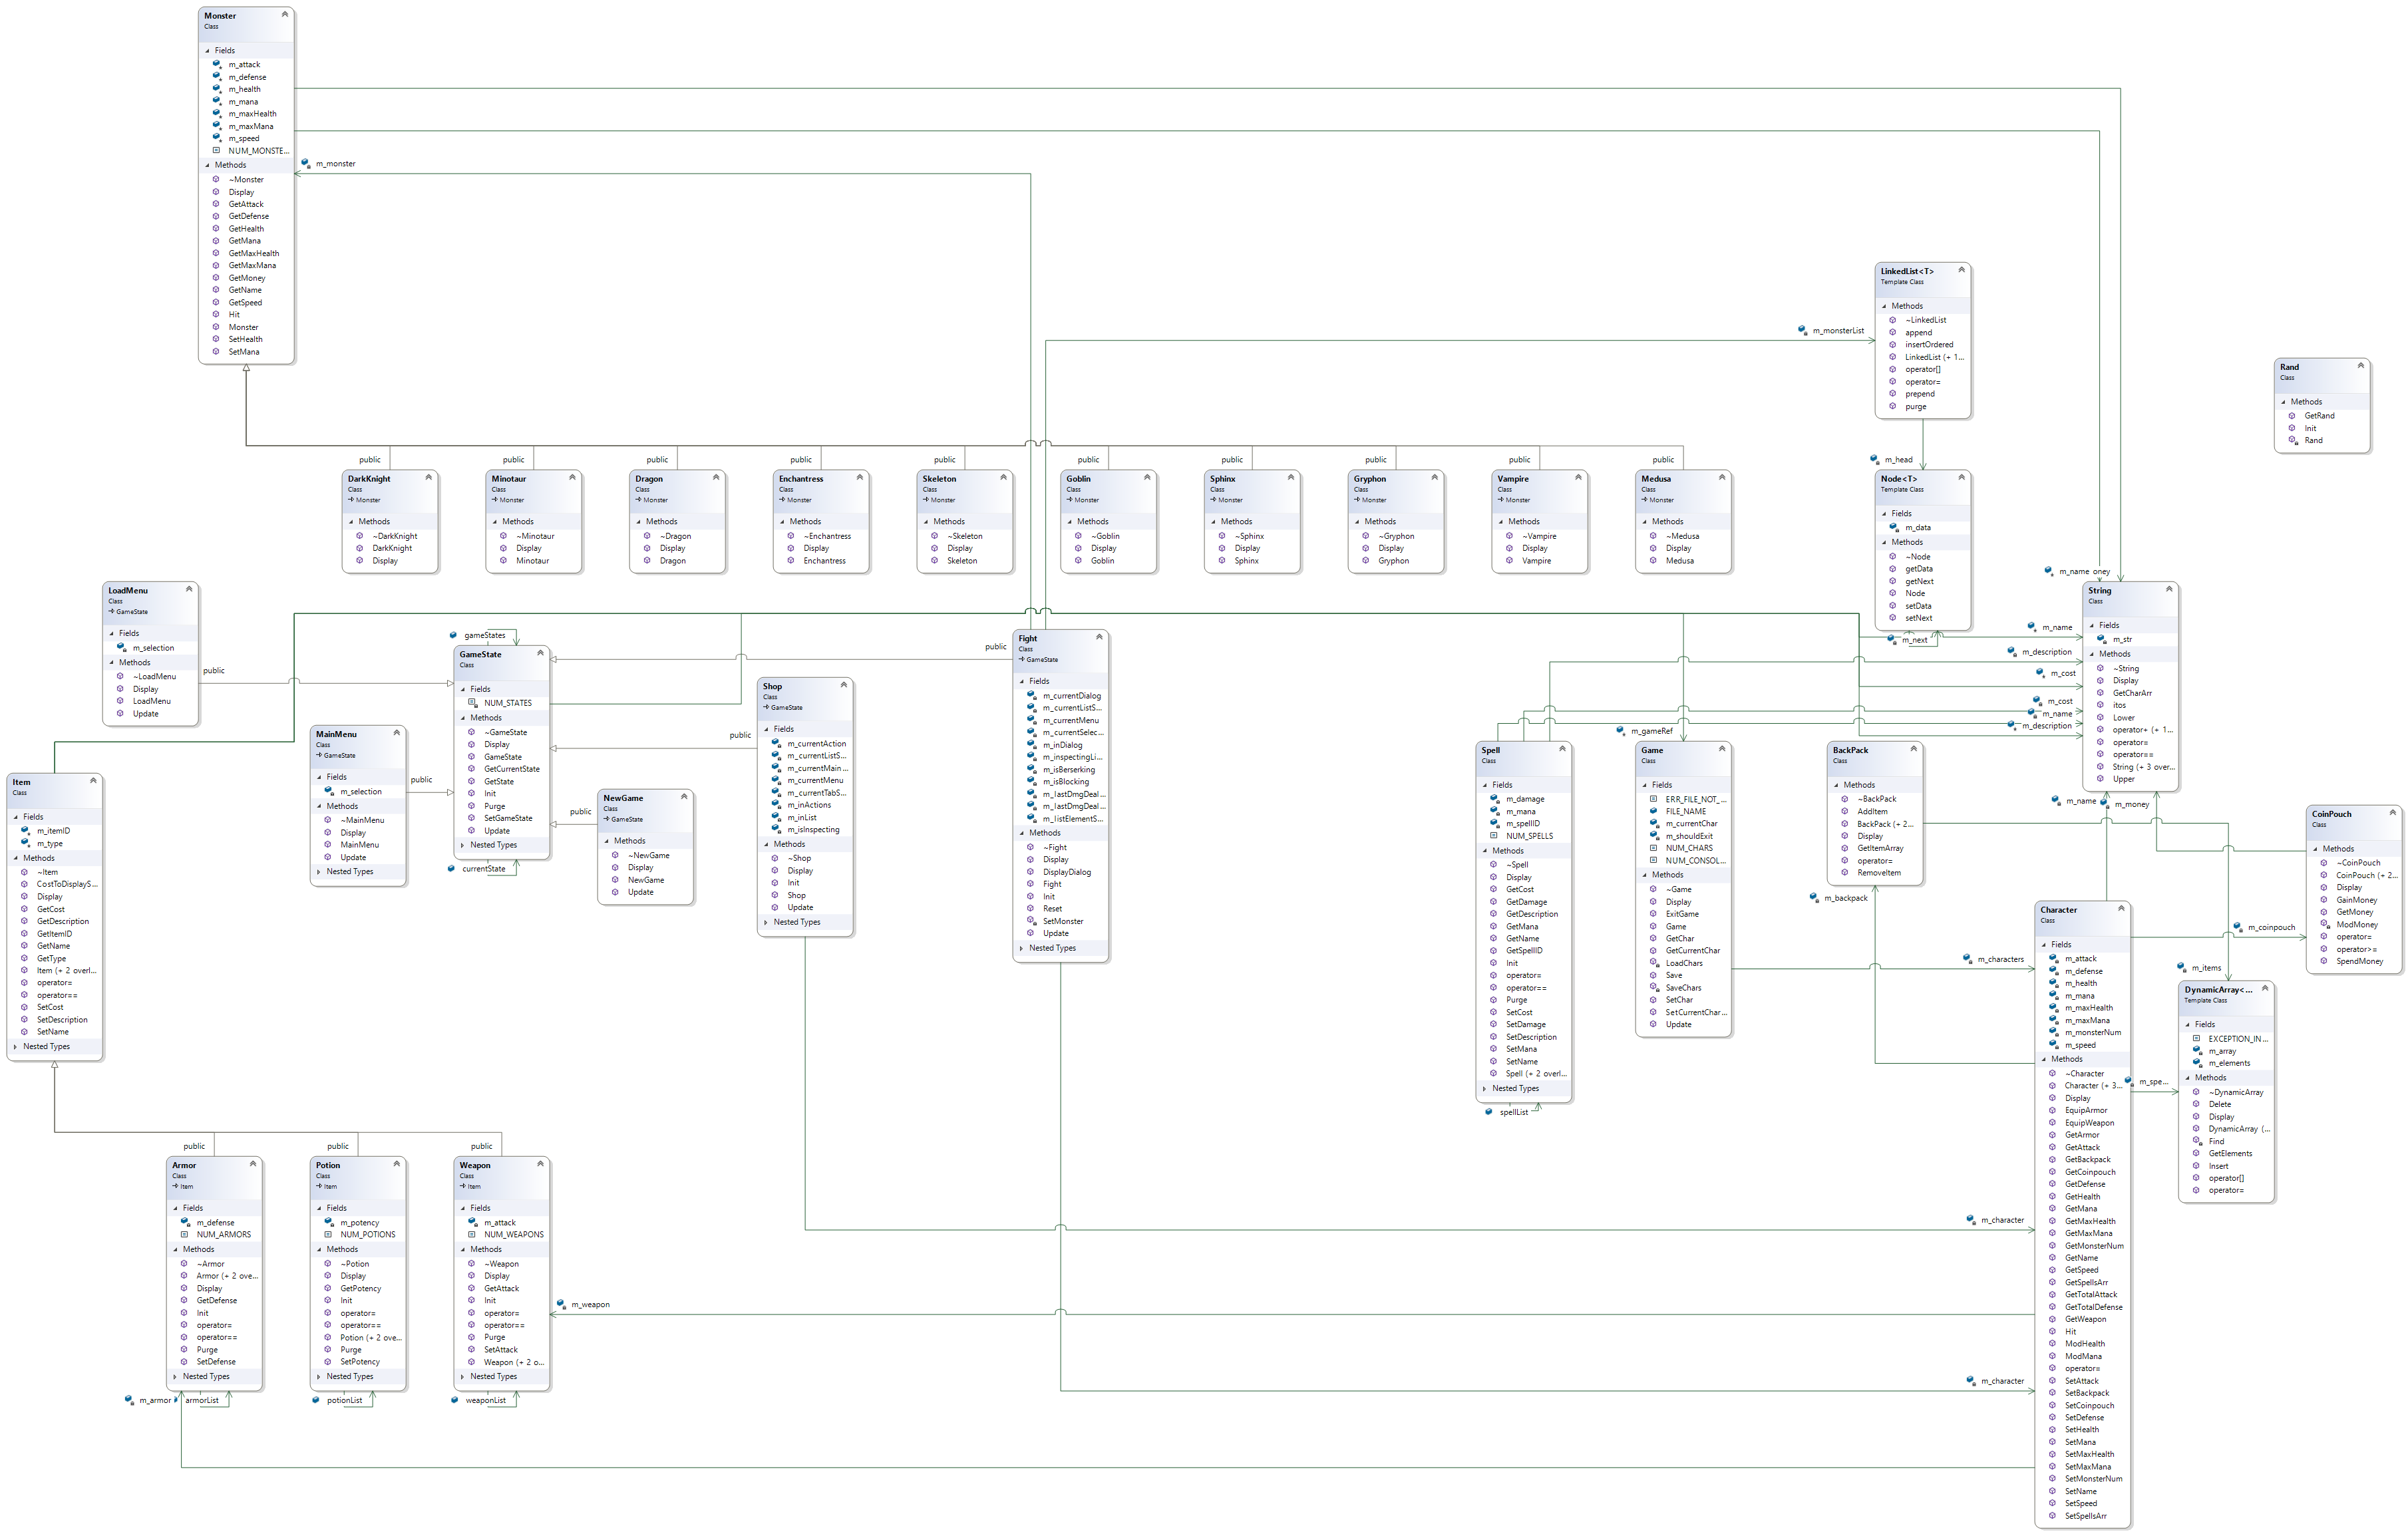 Monster
Class
Fields
m_attack
m_defense
m_health
m_mana
m_maxHealth
m_maxMana
m_speed
NUM_MONSTE...
Methods
~Monster
Display
GetAttack
GetDefense
GetHealth
GetMana
GetMaxHealth
GetMaxMana
GetMoney
GetName
GetSpeed
Hit
Monster
SetHealth
SetMana
m_monster
LinkedList<T>
Template Class
Methods
~LinkedList
append
insertOrdered
LinkedList (+ 1...
operator[]
operator=
prepend
purge
m_monsterList
Rand
Class
Methods
GetRand
Init
Rand
public
DarkKnight
Class
Monster
Methods
~DarkKnight
DarkKnight
Display
public
Minotaur
Class
Monster
Methods
~Minotaur
Display
Minotaur
public
Dragon
Class
Monster
Methods
~Dragon
Display
Dragon
public
Enchantress
Class
Monster
Methods
~Enchantress
Display
Enchantress
public
Skeleton
Class
Monster
Methods
~Skeleton
Display
Skeleton
public
Goblin
Class
Monster
Methods
~Goblin
Display
Goblin
public
Sphinx
Class
Monster
Methods
~Sphinx
Display
Sphinx
public
Gryphon
Class
Monster
Methods
~Gryphon
Display
Gryphon
public
Vampire
Class
Monster
Methods
~Vampire
Display
Vampire
public
Medusa
Class
Monster
Methods
~Medusa
Display
Medusa
m_head
Node<T>
Template Class
Fields
m_data
Methods
~Node
getData
getNext
Node
setData
setNext
m_next
m_name oney
String
Class
Fields
m_str
Methods
~String
Display
GetCharArr
itos
Lower
operator+ (+ 1...
operator=
operator==
String (+ 3 over...
Upper
m_name
m_description
m_cost
m_cost
m_name
m_description
m_name
m_money
LoadMenu
Class
GameState
Fields
m_selection
Methods
~LoadMenu
Display
LoadMenu
Update
public
MainMenu
Class
GameState
Fields
m_selection
Methods
~MainMenu
Display
MainMenu
Update
Nested Types
public
gameStates
GameState
Class
Fields
NUM_STATES
Methods
~GameState
Display
GameState
GetCurrentState
GetState
Init
Purge
SetGameState
Update
Nested Types
currentState
public
NewGame
Class
GameState
Methods
~NewGame
Display
NewGame
Update
public
Shop
Class
GameState
Fields
m_currentAction
m_currentListS...
m_currentMain...
m_currentMenu
m_currentTabS...
m_inActions
m_inList
m_isInspecting
Methods
~Shop
Display
Init
Shop
Update
Nested Types
public
Fight
Class
GameState
Fields
m_currentDialog
m_currentListS...
m_currentMenu
m_currentSelec...
m_inDialog
m_inspectingLi...
m_isBerserking
m_isBlocking
m_lastDmgDeal...
m_lastDmgDeal...
m_listElementS...
Methods
~Fight
Display
DisplayDialog
Fight
Init
Reset
SetMonster
Update
Nested Types
Spell
Class
Fields
m_damage
m_mana
m_spellID
NUM_SPELLS
Methods
~Spell
Display
GetCost
GetDamage
GetDescription
GetMana
GetName
GetSpellID
Init
operator=
operator==
Purge
SetCost
SetDamage
SetDescription
SetMana
SetName
Spell (+ 2 overl...
Nested Types
spellList
m_gameRef
Game
Class
Fields
ERR_FILE_NOT_...
FILE_NAME
m_currentChar
m_shouldExit
NUM_CHARS
NUM_CONSOL...
Methods
~Game
Display
ExitGame
Game
GetChar
GetCurrentChar
LoadChars
Save
SaveChars
SetChar
SetCurrentChar...
Update
BackPack
Class
Methods
~BackPack
AddItem
BackPack (+ 2...
Display
GetItemArray
operator=
RemoveItem
m_backpack
CoinPouch
Class
Methods
~CoinPouch
CoinPouch (+ 2...
Display
GainMoney
GetMoney
ModMoney
operator=
operator>=
SpendMoney
m_coinpouch
m_characters
m_items
Character
Class
Fields
m_attack
m_defense
m_health
m_mana
m_maxHealth
m_maxMana
m_monsterNum
m_speed
Methods
~Character
Character (+ 3...
Display
EquipArmor
EquipWeapon
GetArmor
GetAttack
GetBackpack
GetCoinpouch
GetDefense
GetHealth
GetMana
GetMaxHealth
GetMaxMana
GetMonsterNum
GetName
GetSpeed
GetSpellsArr
GetTotalAttack
GetTotalDefense
GetWeapon
Hit
ModHealth
ModMana
operator=
SetAttack
SetBackpack
SetCoinpouch
SetDefense
SetHealth
SetMana
SetMaxHealth
SetMaxMana
SetMonsterNum
SetName
SetSpeed
SetSpellsArr
m_spe...
DynamicArray<...
Template Class
Fields
EXCEPTION_IN...
m_array
m_elements
Methods
~DynamicArray
Delete
Display
DynamicArray (...
Find
GetElements
Insert
operator[]
operator=
Item
Class
Fields
m_itemID
m_type
Methods
~Item
CostToDisplayS...
Display
GetCost
GetDescription
GetItemID
GetName
GetType
Item (+ 2 overl...
operator=
operator==
SetCost
SetDescription
SetName
Nested Types
public
Armor
Class
Item
Fields
m_defense
NUM_ARMORS
Methods
~Armor
Armor (+ 2 ove...
Display
GetDefense
Init
operator=
operator==
Purge
SetDefense
Nested Types
m_armor
armorList
public
Potion
Class
Item
Fields
m_potency
NUM_POTIONS
Methods
~Potion
Display
GetPotency
Init
operator=
operator==
Potion (+ 2 ove...
Purge
SetPotency
Nested Types
potionList
public
Weapon
Class
Item
Fields
m_attack
NUM_WEAPONS
Methods
~Weapon
Display
GetAttack
Init
operator=
operator==
Purge
SetAttack
Weapon (+ 2 o...
Nested Types
weaponList
m_weapon
m_character
m_character